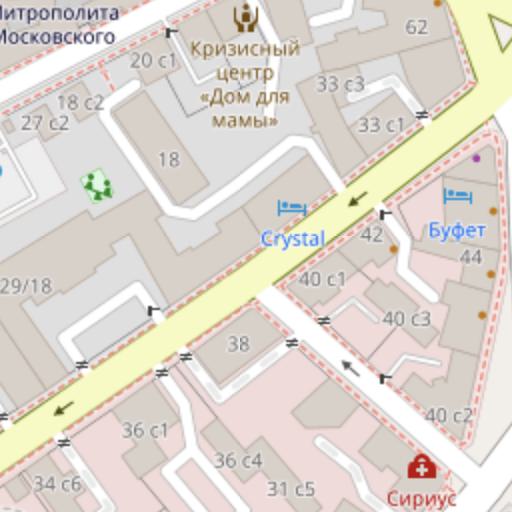 итрополита
Московского
62
Кризисный
центр
«Дом для
мамы»
20 с1
33 с3
18 с2
27 с2
33 с1
18
Crystal
42
Буфет
44
29/18
40 с1
40 с3
38
40 с2
36 с1
36 с4
34 с6
31 с5
Сириус